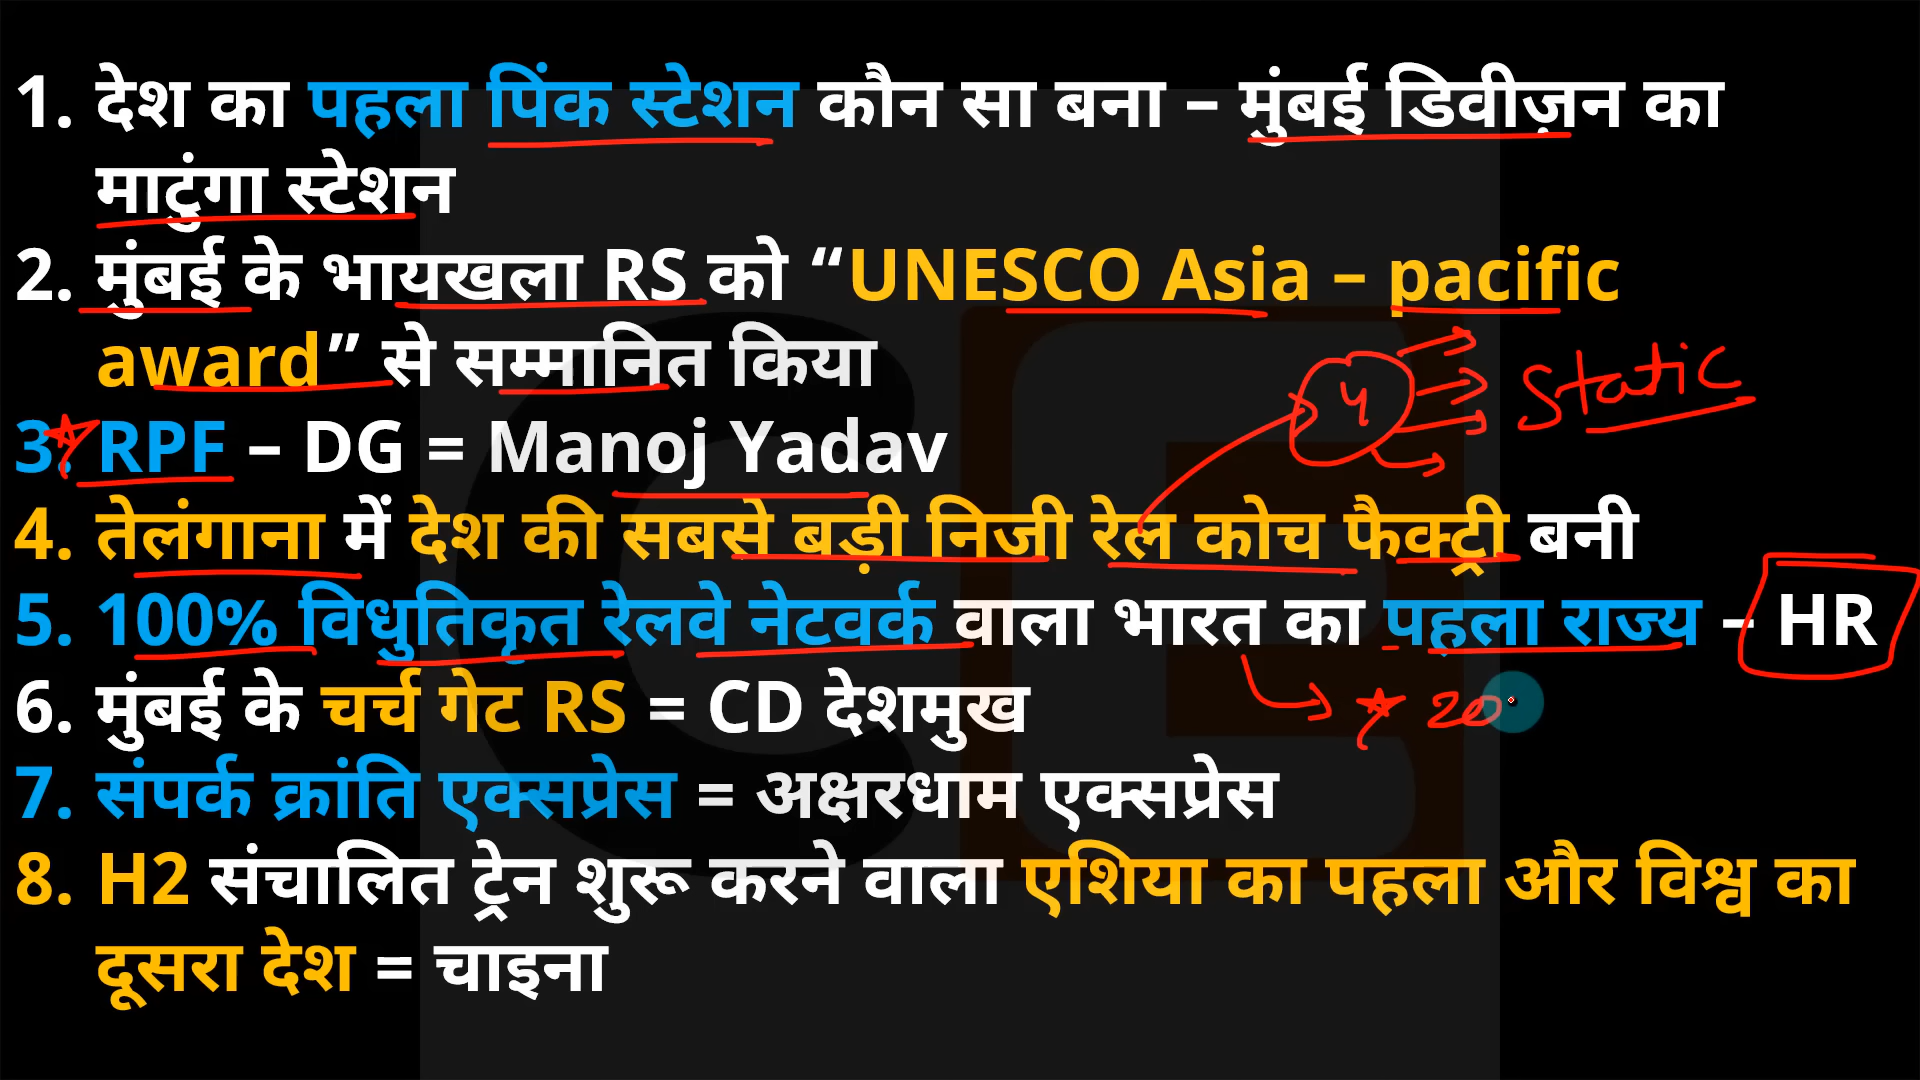 1. देश का पहला पिंक स्टेशन कौन सा बना – मुंबई डिवीज़न का
माटुंगा स्टेशन
2. मुंबई के भायखला RS को “UNESCO Asia – pacific
award” से सम्मानित किया
4 Static
3. RPF – DG = Manoj Yadav
4. तेलंगाना में देश की सबसे बड़ी निजी रेल कोच फैक्ट्री बनी
5. 100% विधुतिकृत रेलवे नेटवर्क वाला भारत का पहला राज्य – HR
6. मुंबई के चर्च गेट RS = CD देशमुख
20
7. संपर्क क्रांति एक्सप्रेस = अक्षरधाम एक्सप्रेस
8. H2 संचालित ट्रेन शुरू करने वाला एशिया का पहला और विश्व का
दूसरा देश = चाइना